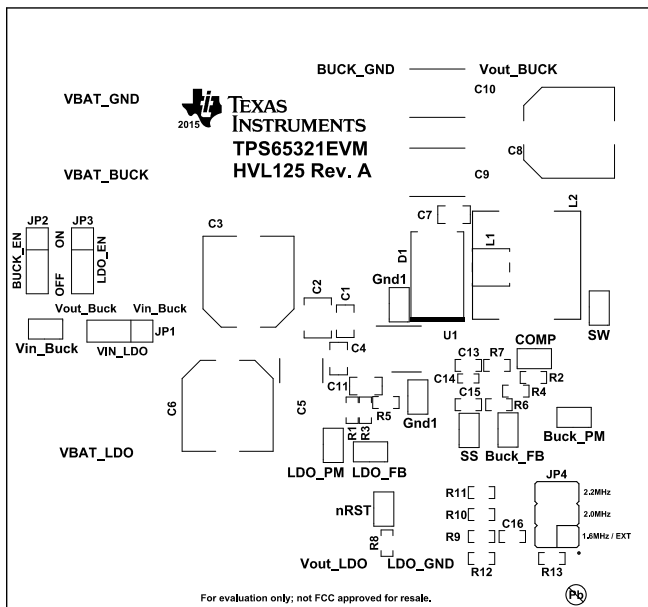 BUCK_GND
Vout_BUCK
VBAT_GND
C10
TEXAS
INSTRUMENTS
2015
TPS65321EVM
HVL125 Rev. A
C8
VBAT_BUCK
C9
L2
JP2
JP3
C3
C7
BUCK_EN
ON
OFF
LDO_EN
D1
L1
Gnd1
C2
C1
Vout_Buck
Vin_Buck
JP1
VIN_LDO
Vin_Buck
U1
SW
COMP
C4
C13
R7
C14
R2
C11
R4
C15
R6
C6
C5
R5
R1
R3
Gnd1
SS
Buck_FB
Buck_PM
VBAT_LDO
LDO_PM
LDO_FB
JP4
R11
2.2MHz
nRST
R10
2.0MHz
C16
R9
1.6MHz / EXT
R8
Vout_LDO
LDO_GND
R12
R13
For evaluation only; not FCC approved for resale.
Pb